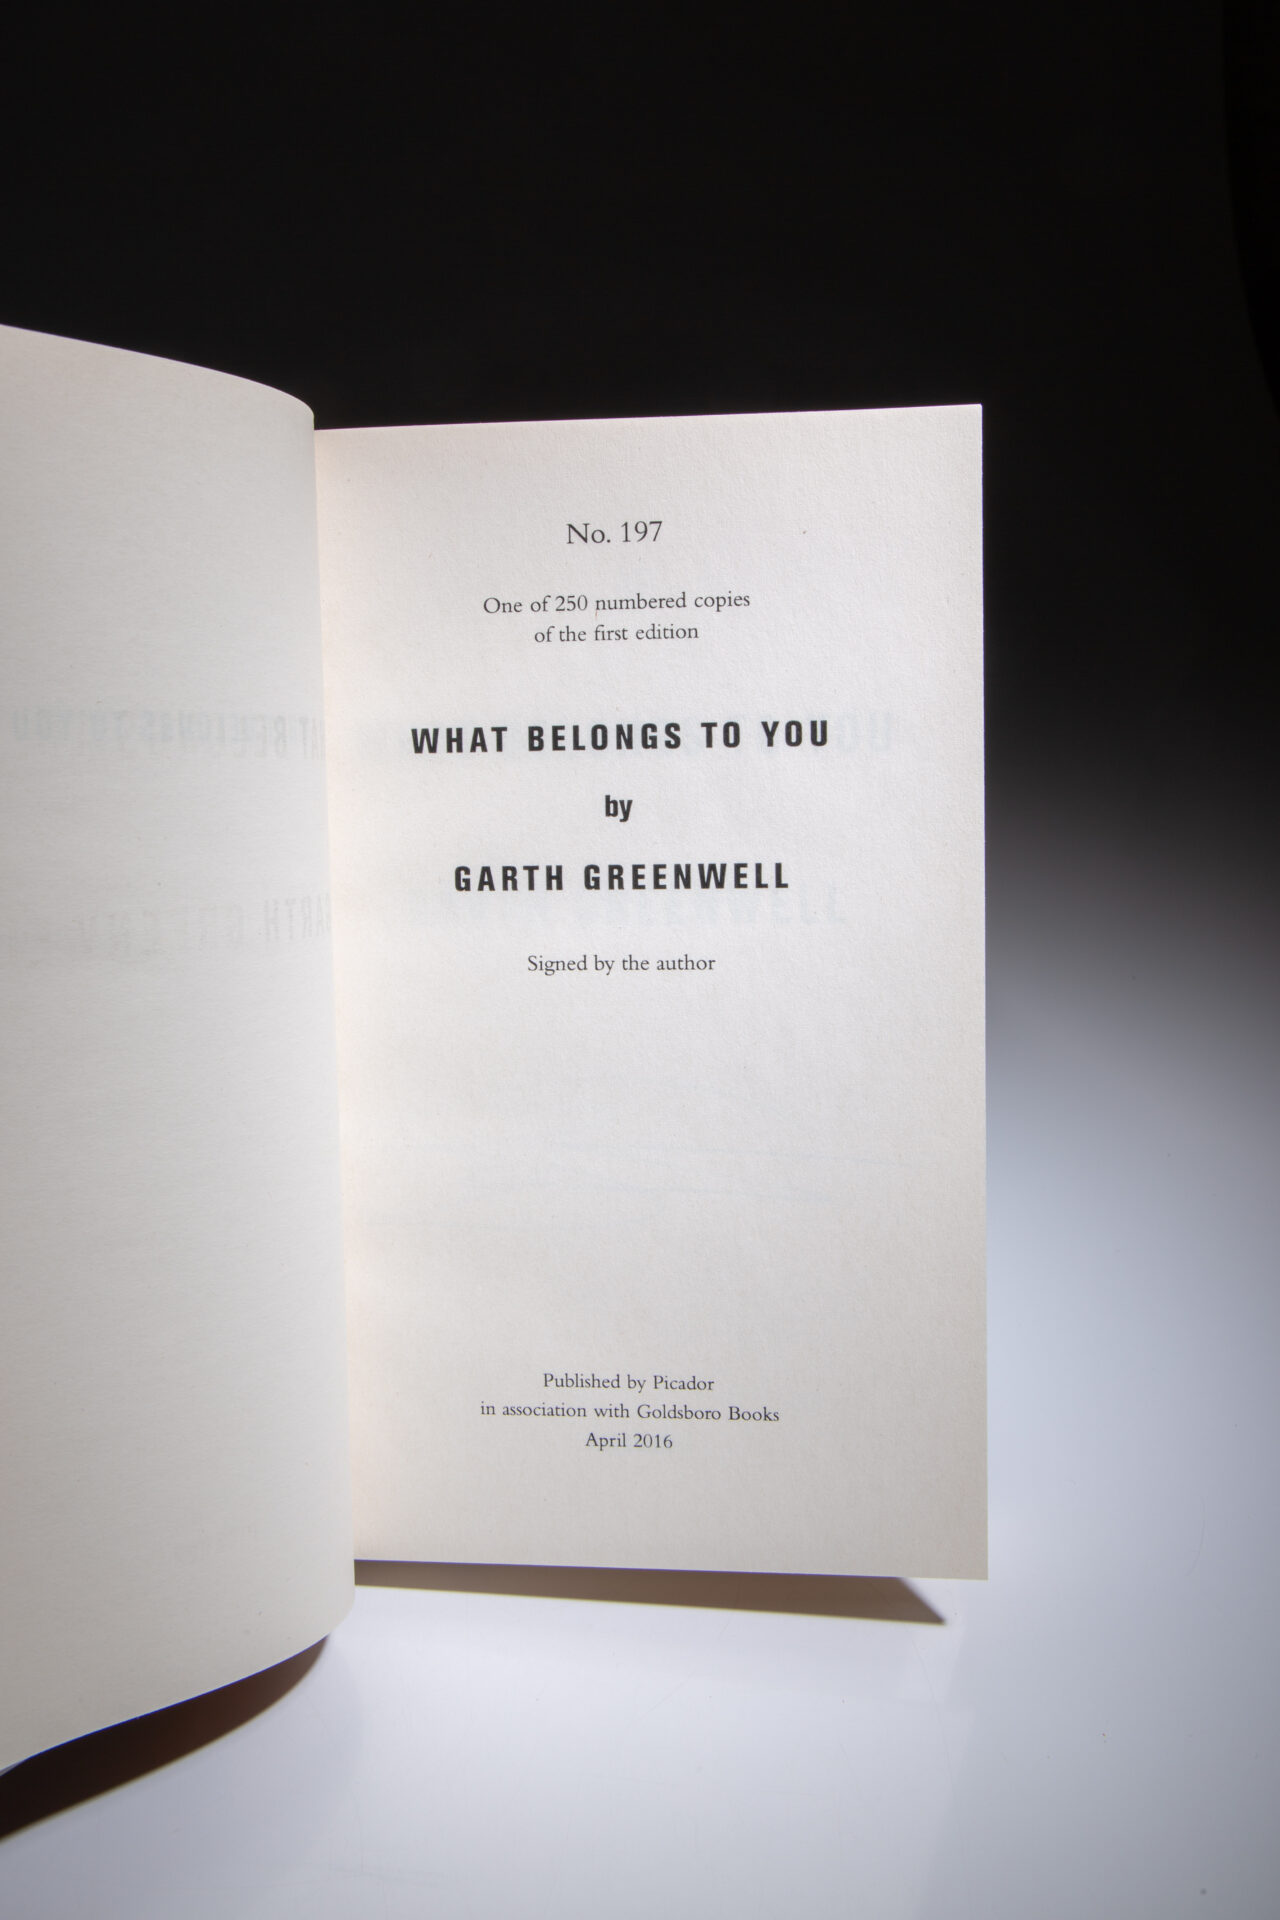 No. 197
One of 250 numbered copies
of the first edition
WHAT BELONGS TO YOU
by
GARTH GREENWELL
Signed by the author
Published by Picador
in association with Goldsboro Books
April 2016